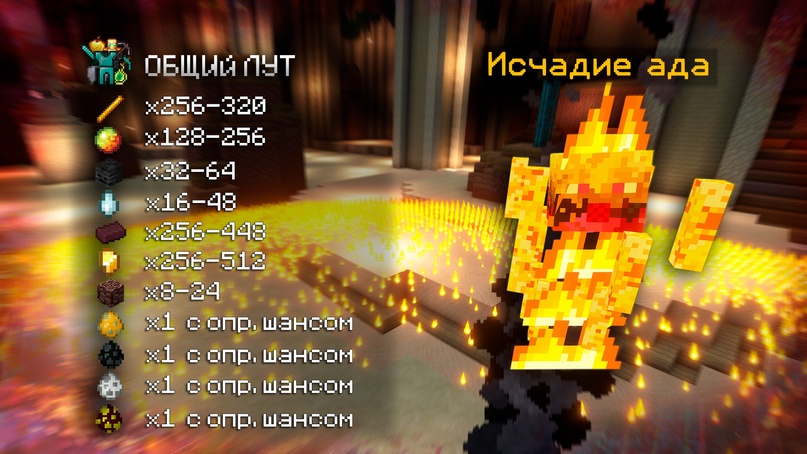 ОБЩИЙ ЛУТ
Исчадие ада
x256-320
x128-256
x32-64
x16-48
x256-448
x256-512
x8-24
x1 с опр. шансом
x1 с опр. шансом
x1 с опр. шансом
x1 с опр. шансом